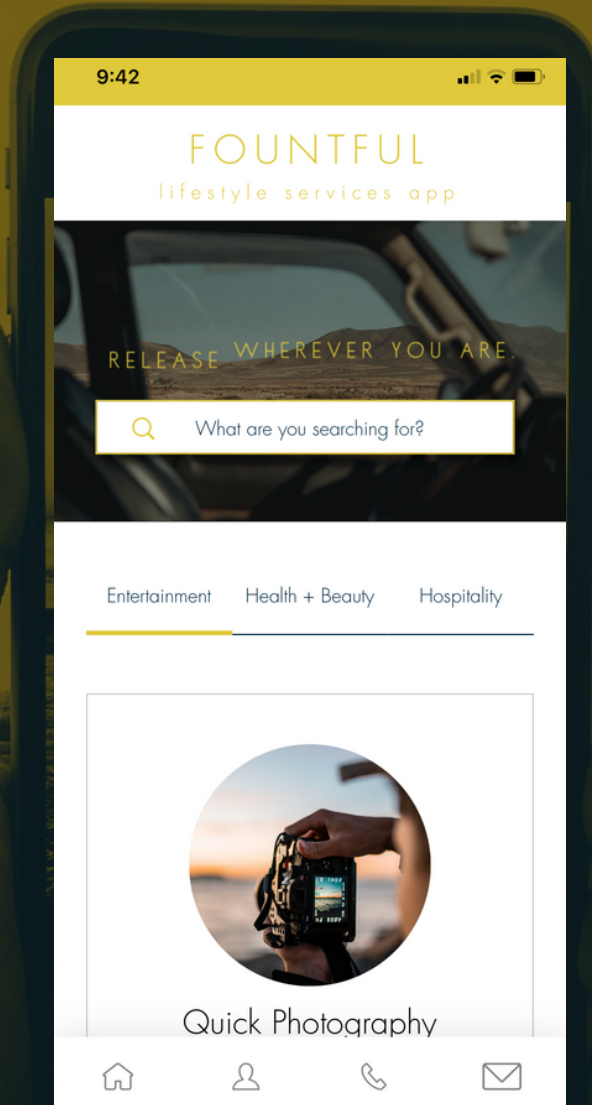 9:42
FOUNTFUL
lifestyle services app
RELEASE WHEREVER YOU ARE.
What are you searching for?
Entertainment Health + Beauty Hospitality
Quick Photography